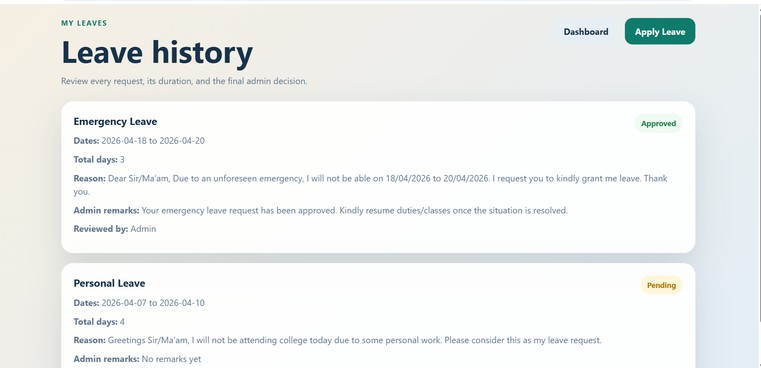 MY LEAVES
Leave history
Review every request, its duration, and the final admin decision.
Dashboard
Apply Leave
Emergency Leave
Approved
Dates: 2026-04-18 to 2026-04-20
Total days: 3
Reason: Dear Sir/Ma'am, Due to an unforeseen emergency, I will not be able on 18/04/2026 to 20/04/2026. I request you to kindly grant me leave. Thank
you.
Admin remarks: Your emergency leave request has been approved. Kindly resume duties/classes once the situation is resolved.
Reviewed by: Admin
Personal Leave
Pending
Dates: 2026-04-07 to 2026-04-10
Total days: 4
Reason: Greetings Sir/Ma'am, I will not be attending college today due to some personal work. Please consider this as my leave request.
Admin remarks: No remarks yet